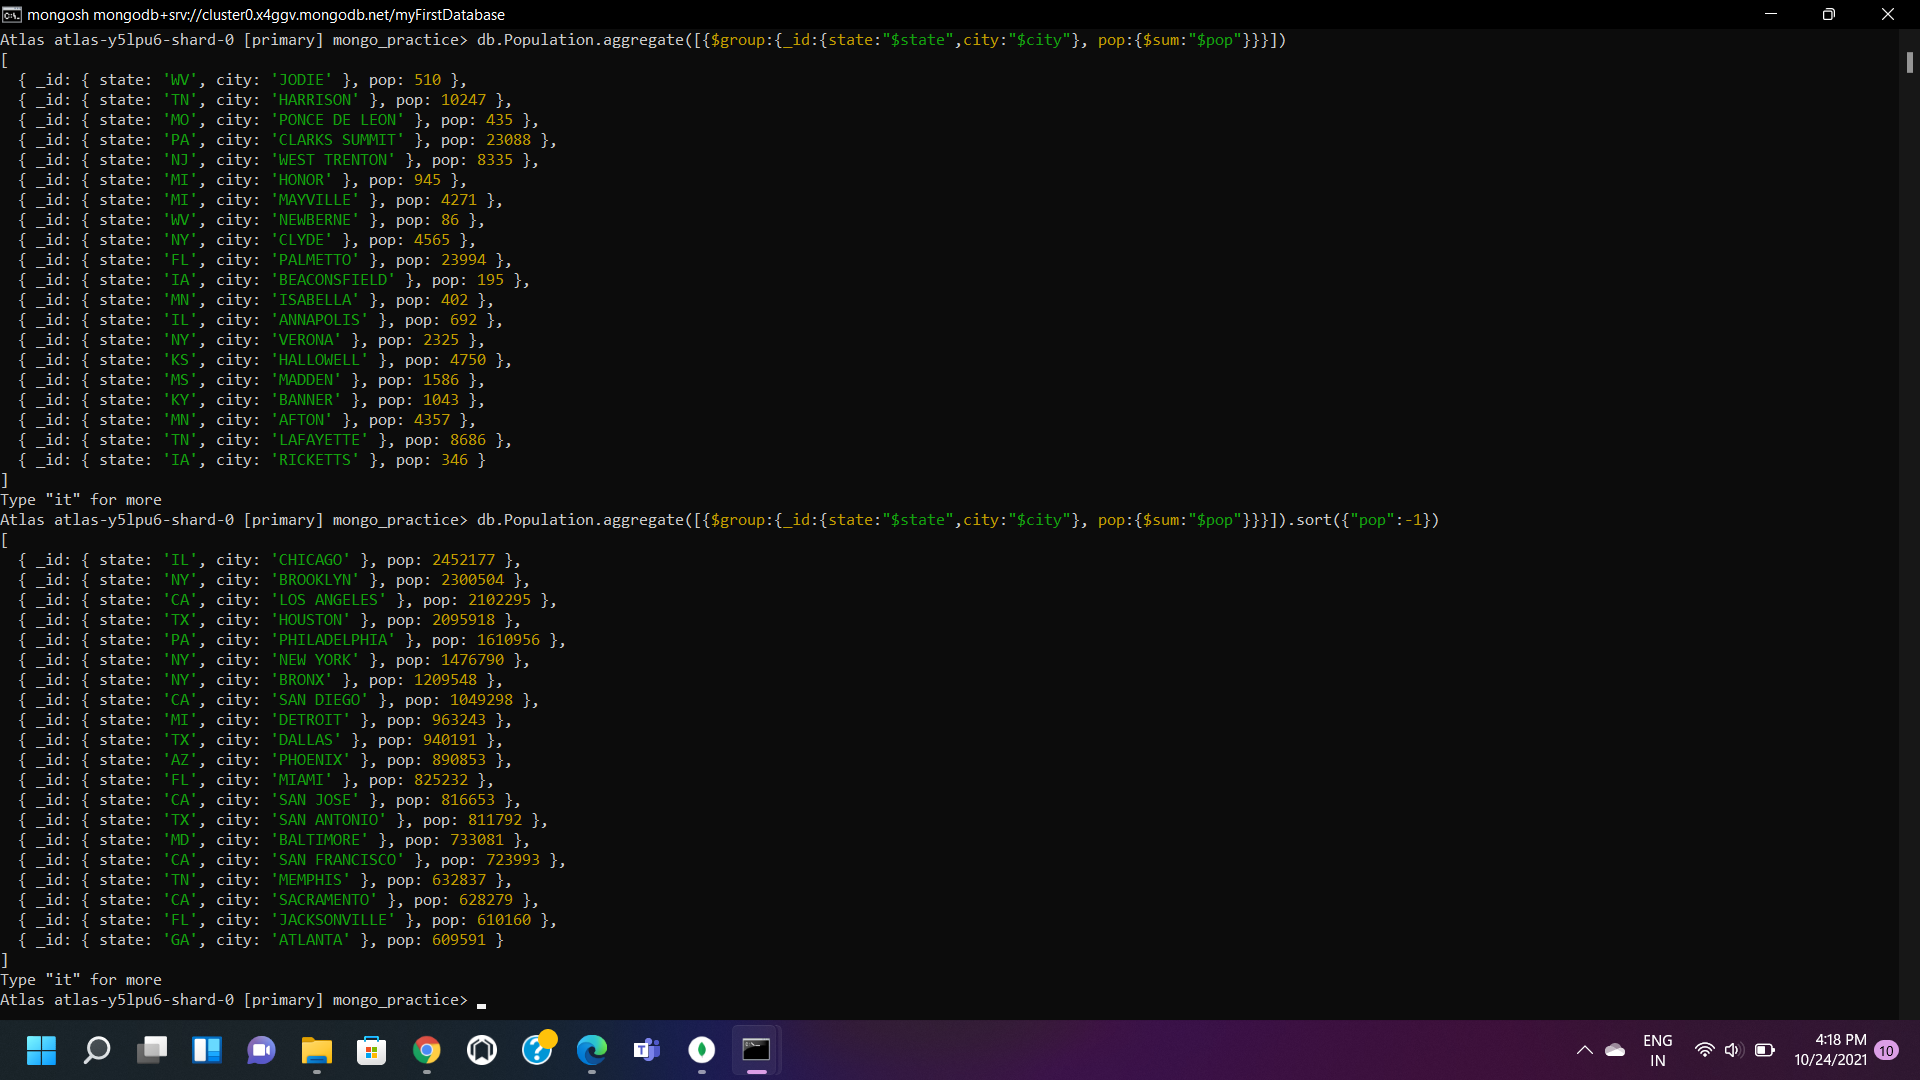 mongosh mongodb+srv://cluster0.x4ggv.mongodb.net/myFirstDatabase
Atlas atlas-y5lpu6-shard-0 [primary] mongo_practice> db.Population.aggregate([{$group:{_id:{state:"$state",city:"$city"}, pop:{$sum:"$pop"}}}])
[
  { _id: { state: 'WV', city: 'JODIE' }, pop: 510 },
  { _id: { state: 'TN', city: 'HARRISON' }, pop: 10247 },
  { _id: { state: 'MO', city: 'PONCE DE LEON' }, pop: 435 },
  { _id: { state: 'PA', city: 'CLARKS SUMMIT' }, pop: 23088 },
  { _id: { state: 'NJ', city: 'WEST TRENTON' }, pop: 8335 },
  { _id: { state: 'MI', city: 'HONOR' }, pop: 945 },
  { _id: { state: 'MI', city: 'MAYVILLE' }, pop: 4271 },
  { _id: { state: 'WV', city: 'NEWBERNE' }, pop: 86 },
  { _id: { state: 'NY', city: 'CLYDE' }, pop: 4565 },
  { _id: { state: 'FL', city: 'PALMETTO' }, pop: 23994 },
  { _id: { state: 'IA', city: 'BEACONSFIELD' }, pop: 195 },
  { _id: { state: 'MN', city: 'ISABELLA' }, pop: 402 },
  { _id: { state: 'IL', city: 'ANNAPOLIS' }, pop: 692 },
  { _id: { state: 'NY', city: 'VERONA' }, pop: 2325 },
  { _id: { state: 'KS', city: 'HALLOWELL' }, pop: 4750 },
  { _id: { state: 'MS', city: 'MADDEN' }, pop: 1586 },
  { _id: { state: 'KY', city: 'BANNER' }, pop: 1043 },
  { _id: { state: 'MN', city: 'AFTON' }, pop: 4357 },
  { _id: { state: 'TN', city: 'LAFAYETTE' }, pop: 8686 },
  { _id: { state: 'IA', city: 'RICKETTS' }, pop: 346 }
]
Type "it" for more
Atlas atlas-y5lpu6-shard-0 [primary] mongo_practice> db.Population.aggregate([{$group:{_id:{state:"$state",city:"$city"}, pop:{$sum:"$pop"}}}]).sort({"pop":-1})
[
  { _id: { state: 'IL', city: 'CHICAGO' }, pop: 2452177 },
  { _id: { state: 'NY', city: 'BROOKLYN' }, pop: 2300504 },
  { _id: { state: 'CA', city: 'LOS ANGELES' }, pop: 2102295 },
  { _id: { state: 'TX', city: 'HOUSTON' }, pop: 2095918 },
  { _id: { state: 'PA', city: 'PHILADELPHIA' }, pop: 1610956 },
  { _id: { state: 'NY', city: 'NEW YORK' }, pop: 1476790 },
  { _id: { state: 'NY', city: 'BRONX' }, pop: 1209548 },
  { _id: { state: 'CA', city: 'SAN DIEGO' }, pop: 1049298 },
  { _id: { state: 'MI', city: 'DETROIT' }, pop: 963243 },
  { _id: { state: 'TX', city: 'DALLAS' }, pop: 940191 },
  { _id: { state: 'AZ', city: 'PHOENIX' }, pop: 890853 },
  { _id: { state: 'FL', city: 'MIAMI' }, pop: 825232 },
  { _id: { state: 'CA', city: 'SAN JOSE' }, pop: 816653 },
  { _id: { state: 'TX', city: 'SAN ANTONIO' }, pop: 811792 },
  { _id: { state: 'MD', city: 'BALTIMORE' }, pop: 733081 },
  { _id: { state: 'CA', city: 'SAN FRANCISCO' }, pop: 723993 },
  { _id: { state: 'TN', city: 'MEMPHIS' }, pop: 632837 },
  { _id: { state: 'CA', city: 'SACRAMENTO' }, pop: 628279 },
  { _id: { state: 'FL', city: 'JACKSONVILLE' }, pop: 610160 },
  { _id: { state: 'GA', city: 'ATLANTA' }, pop: 609591 }
]
Type "it" for more
Atlas atlas-y5lpu6-shard-0 [primary] mongo_practice>
ENG
IN
4:18 PM
10/24/2021
10